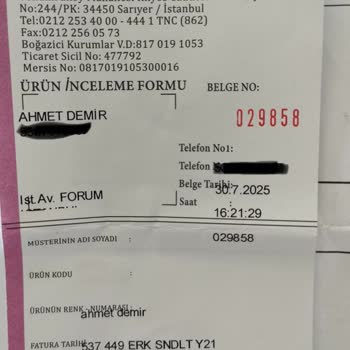 No:244/PK: 34450 Sarıyer / İstanbul
Tel:0212 253 40 00 - 444 1 TNC (862)
Fax:0212 256 05 73
Boğazici Kurumlar V.D:817 019 1053
Ticaret Sicil No: 477792
Mersis No: 0817019105300016
ÜRÜN İNCELEME FORMU
BELGE NO:
AHMET DEMİR
029858
Telefon No1:
Telefon
Belge Tarihi:
30.7.2025
İşt.Av. FORUM
Saat :
16:21:29
MÜSTERİNİN ADI SOYADI :
029858
ÜRÜN KODU :
ÜRÜNÜN RENK NUMARASI:
ahmet demir
FATURA TARİHİ
537 449 ERK SNDLT Y21